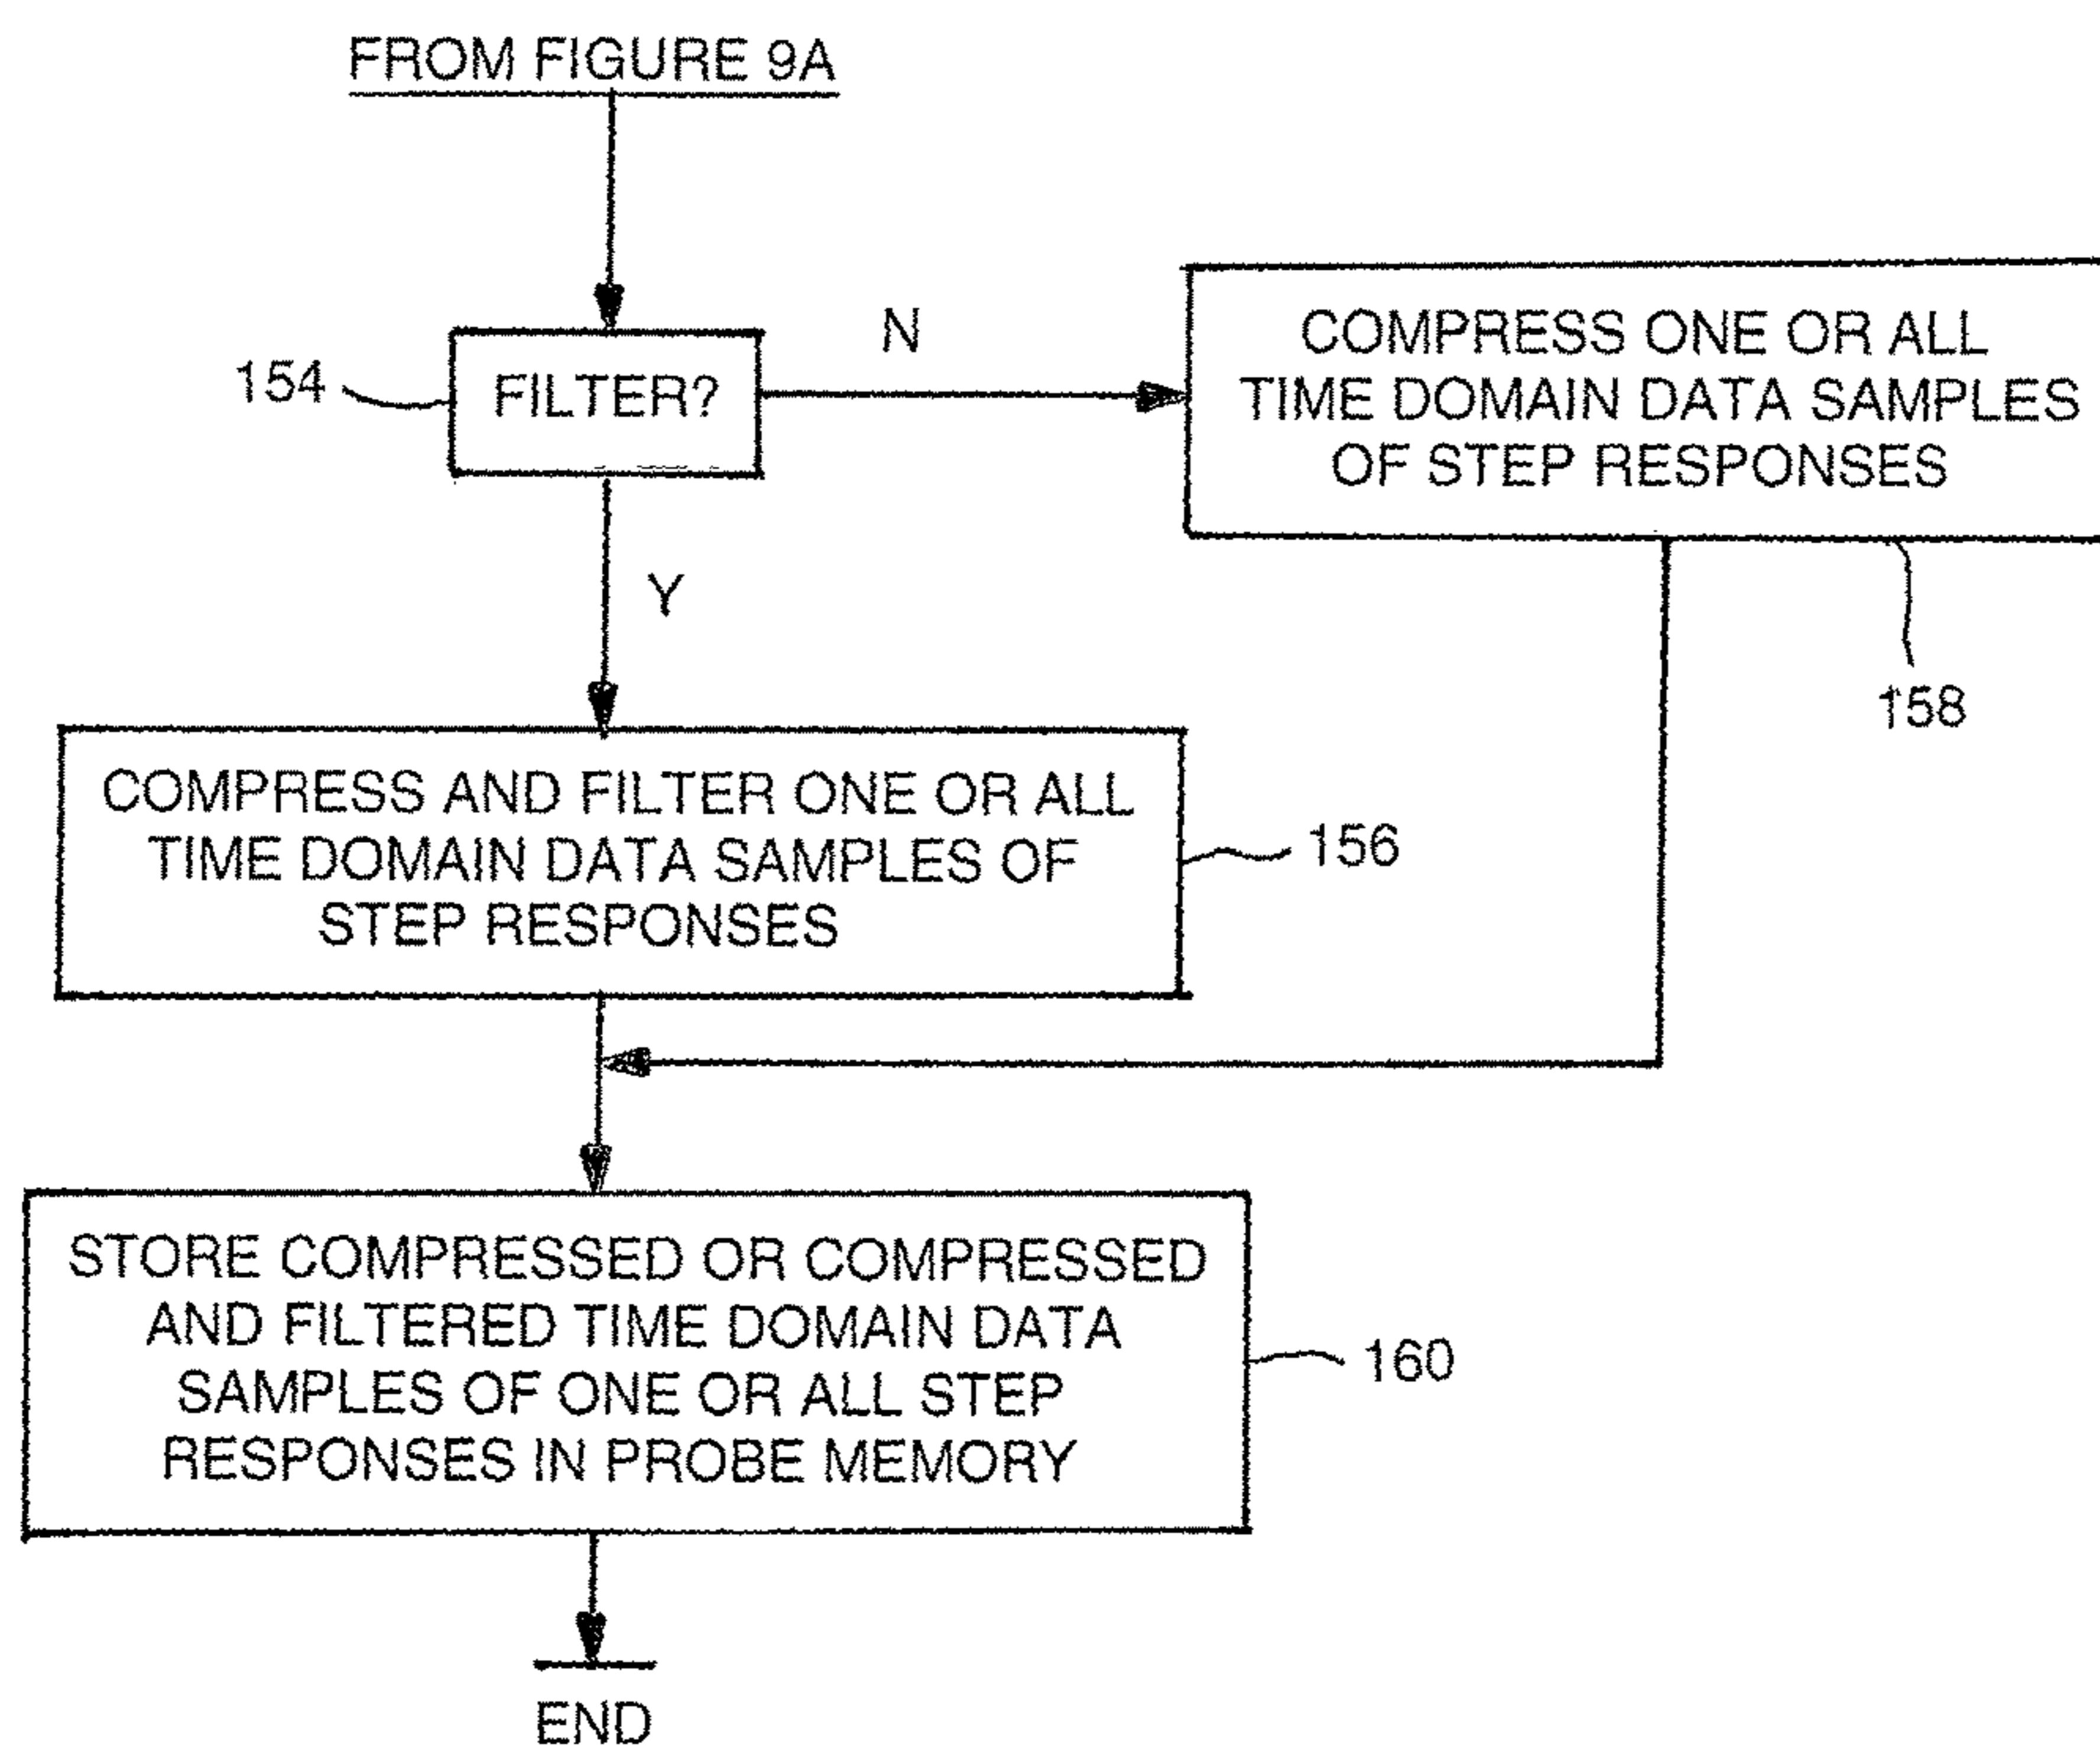 FROM FIGURE 9A
154
FILTER?
N
COMPRESS ONE OR ALL
TIME DOMAIN DATA SAMPLES
OF STEP RESPONSES
158
Y
COMPRESS AND FILTER ONE OR ALL
TIME DOMAIN DATA SAMPLES OF
STEP RESPONSES
156
STORE COMPRESSED OR COMPRESSED
AND FILTERED TIME DOMAIN DATA
SAMPLES OF ONE OR ALL STEP
RESPONSES IN PROBE MEMORY
160
END